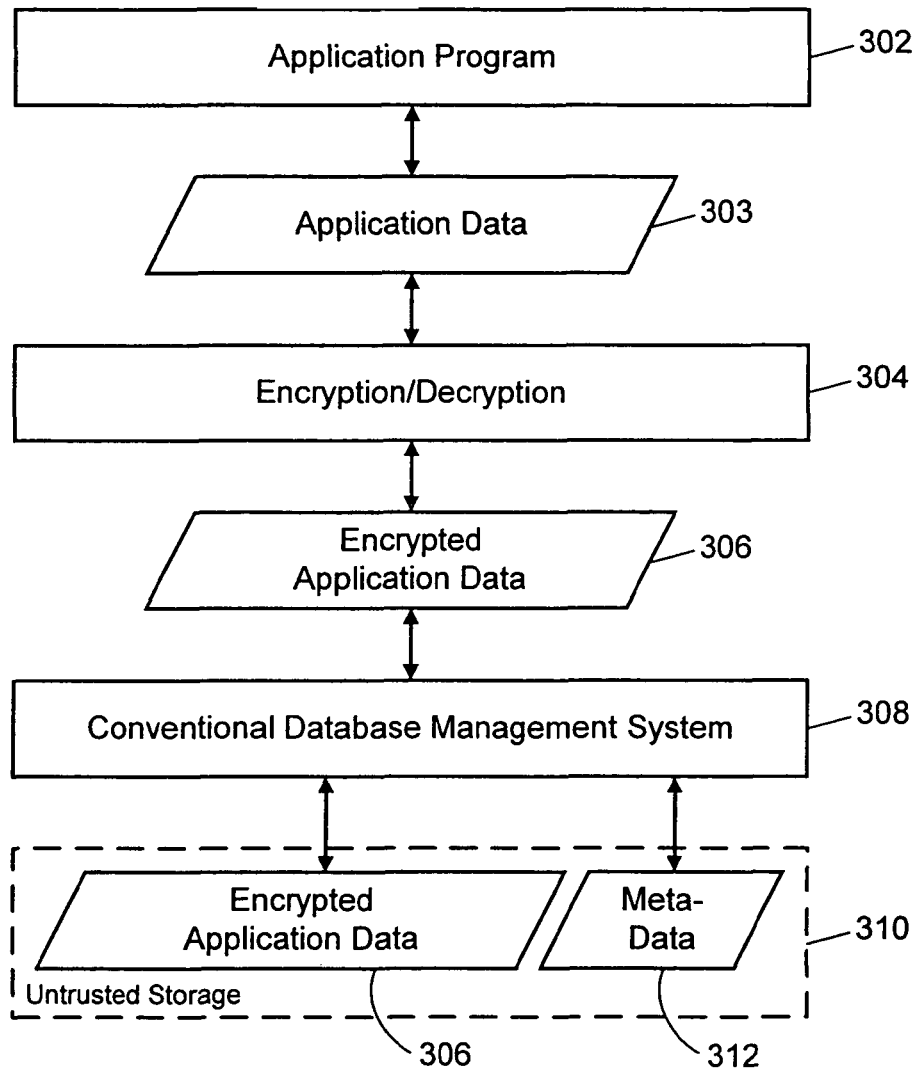 Application Program
302
Application Data
303
Encryption/Decryption
304
Encrypted
Application Data
306
Conventional Database Management System
308
Encrypted
Application Data
Meta-
Data
310
Untrusted Storage
306
312